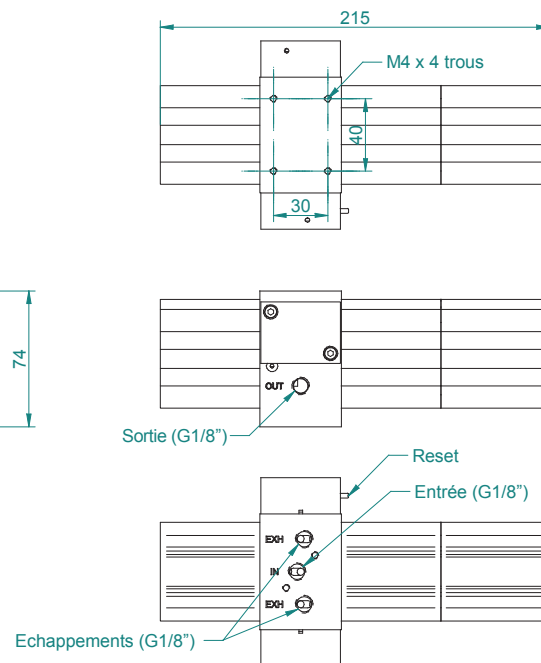 215
M4 x 4 trous
40
30
74
OUT
Sortie (G1/8")
Reset
Entrée (G1/8")
EXH
IN
EXH
Echappements (G1/8")